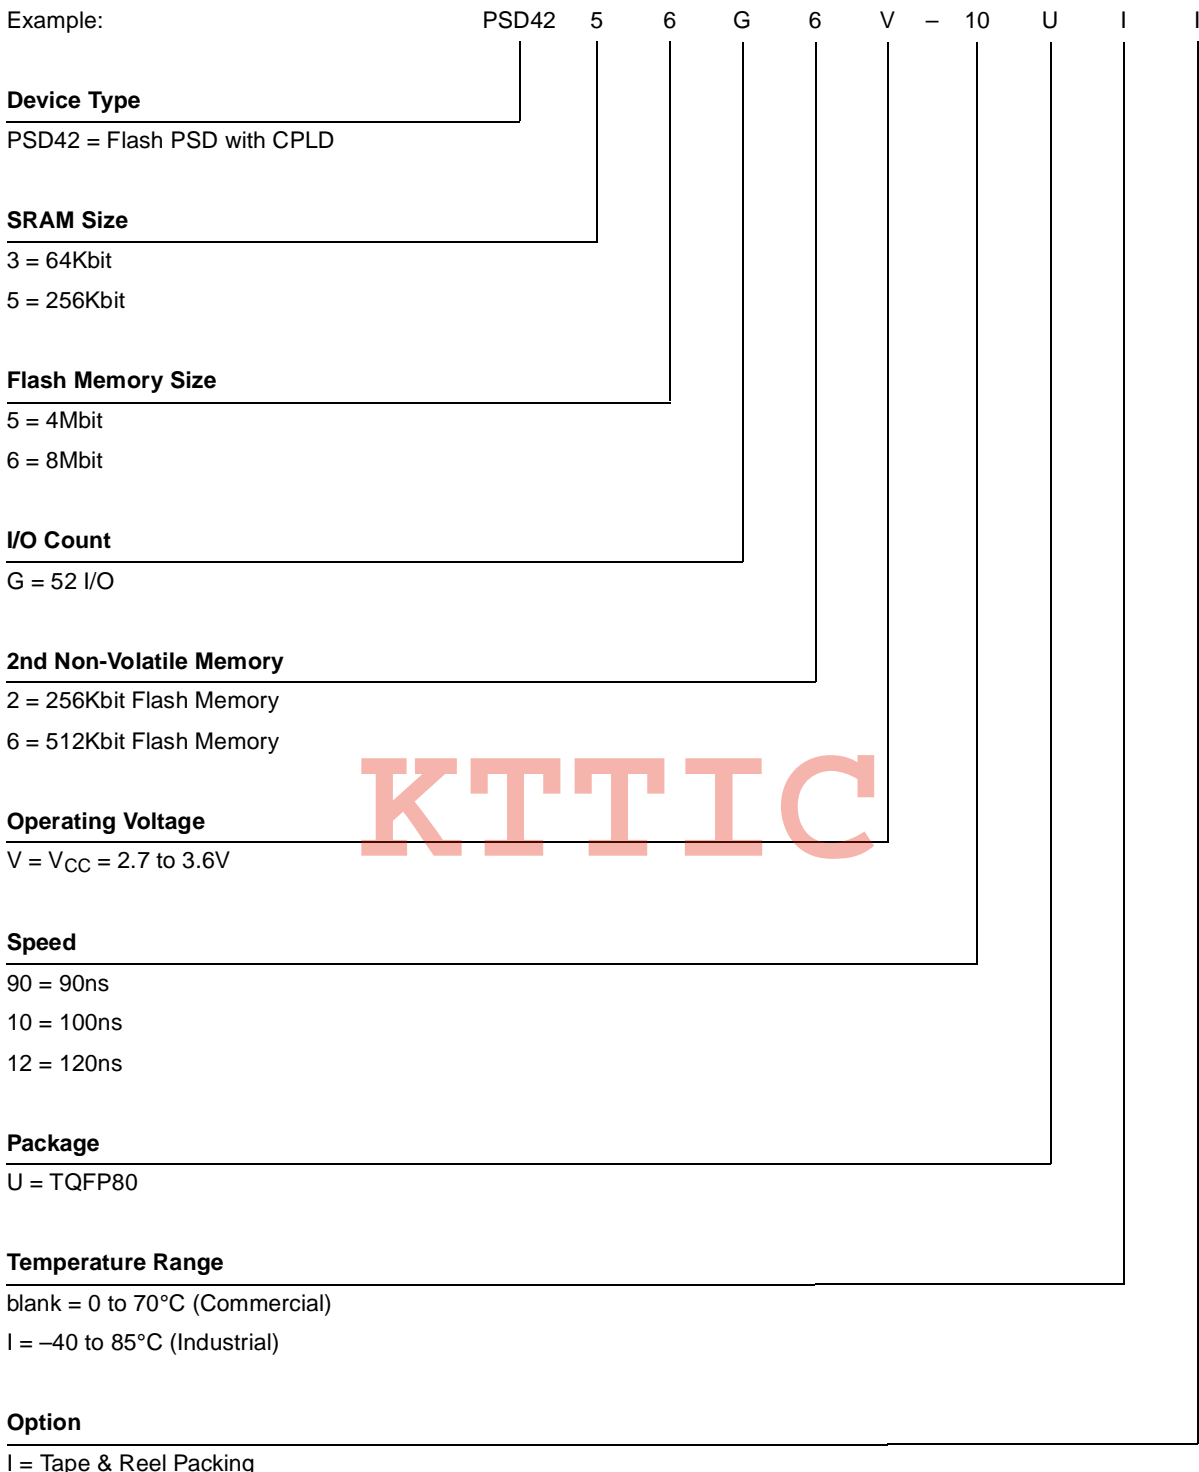 Example: PSD42 5 6 G 6 V – 10 U I I
Device Type
PSD42 = Flash PSD with CPLD
SRAM Size
3 = 64Kbit
5 = 256Kbit
Flash Memory Size
5 = 4Mbit
6 = 8Mbit
I/O Count
G = 52 I/O
2nd Non-Volatile Memory
2 = 256Kbit Flash Memory
6 = 512Kbit Flash Memory
KTTIC
Operating Voltage
V = VCC = 2.7 to 3.6V
Speed
90 = 90ns
10 = 100ns
12 = 120ns
Package
U = TQFP80
Temperature Range
blank = 0 to 70°C (Commercial)
I = –40 to 85°C (Industrial)
Option
I = Tape & Reel Packing